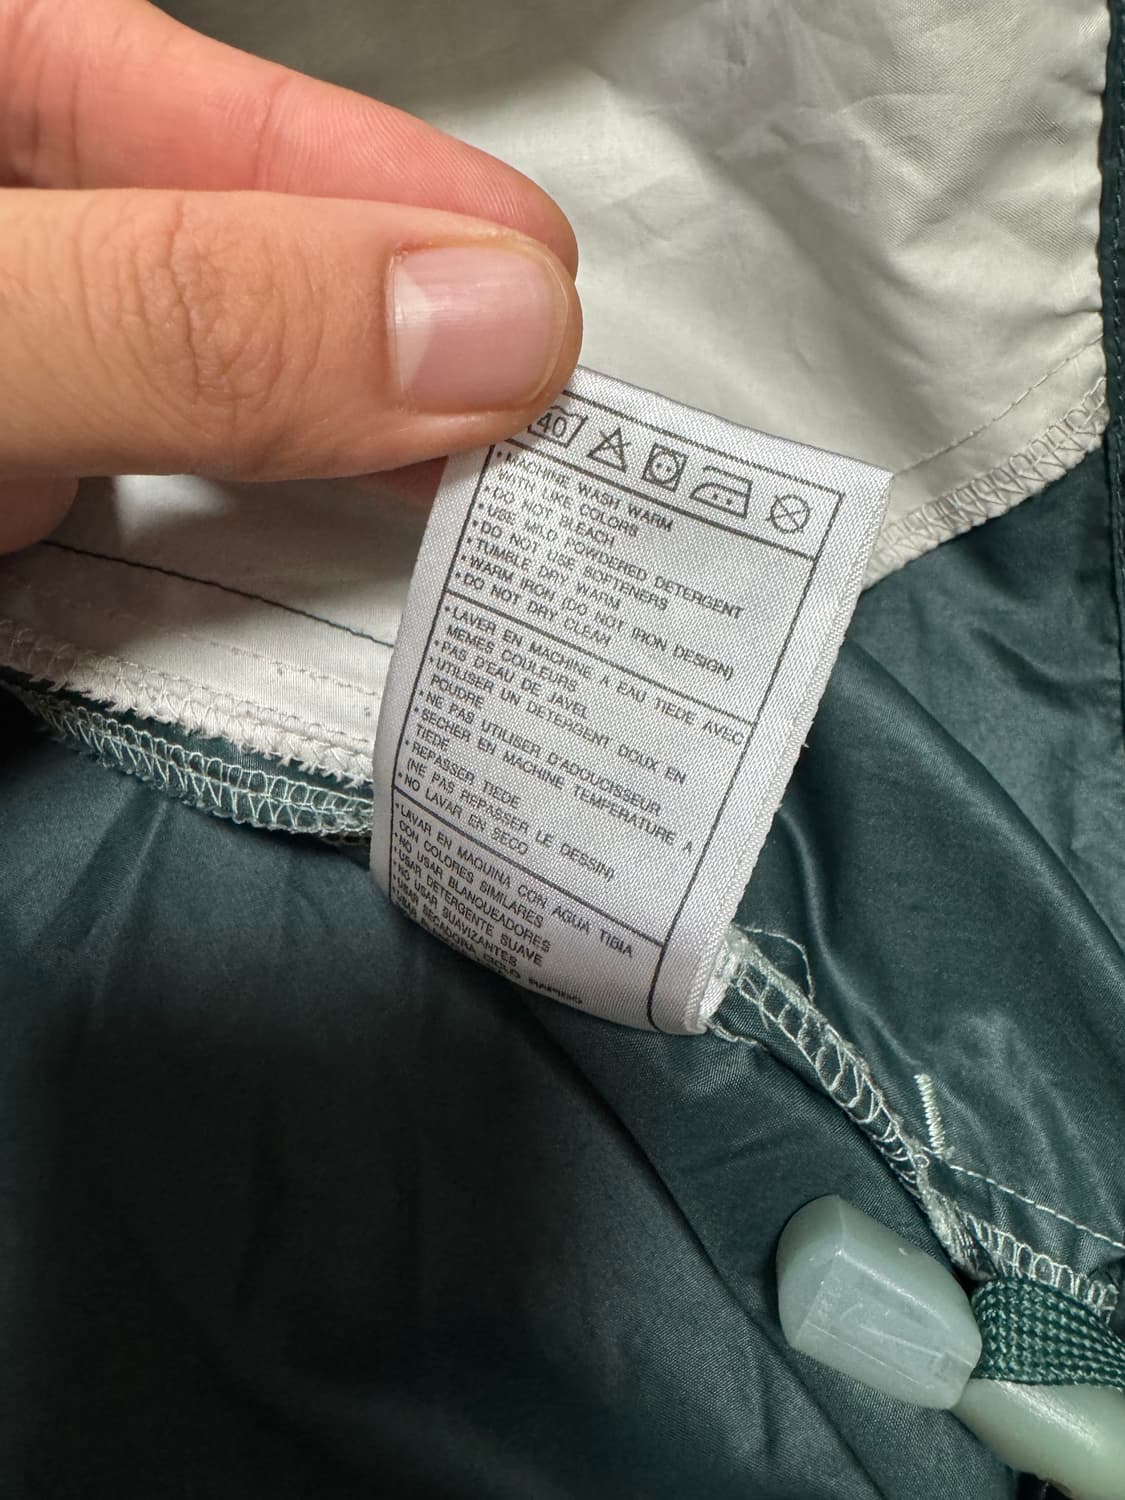 40
• MACHINE WASH WARM
WITH LIKE COLORS
• DO NOT BLEACH
• USE MILD POWDERED DETERGENT
• DO NOT USE SOFTENERS
• TUMBLE DRY WARM
• WARM IRON (DO NOT IRON DESIGN)
• DO NOT DRY CLEAN
• LAVER EN MACHINE A EAU TIEDE AVEC
MEMES COULEURS
• PAS D'EAU DE JAVEL
• UTILISER UN DETERGENT DOUX EN
POUDRE
• NE PAS UTILISER D'ADOUCISSEUR
• SECHER EN MACHINE TEMPERATURE A
TIEDE
• REPASSER TIEDE
(NE PAS REPASSER LE DESSIN)
• NO LAVAR EN SECO
• LAVAR EN MAQUINA CON AGUA TIBIA
CON COLORES SIMILARES
• NO USAR BLANQUEADORES
• USAR DETERGENTE SUAVE
• NO USAR SUAVIZANTES
• USAR SECADORA CICLO